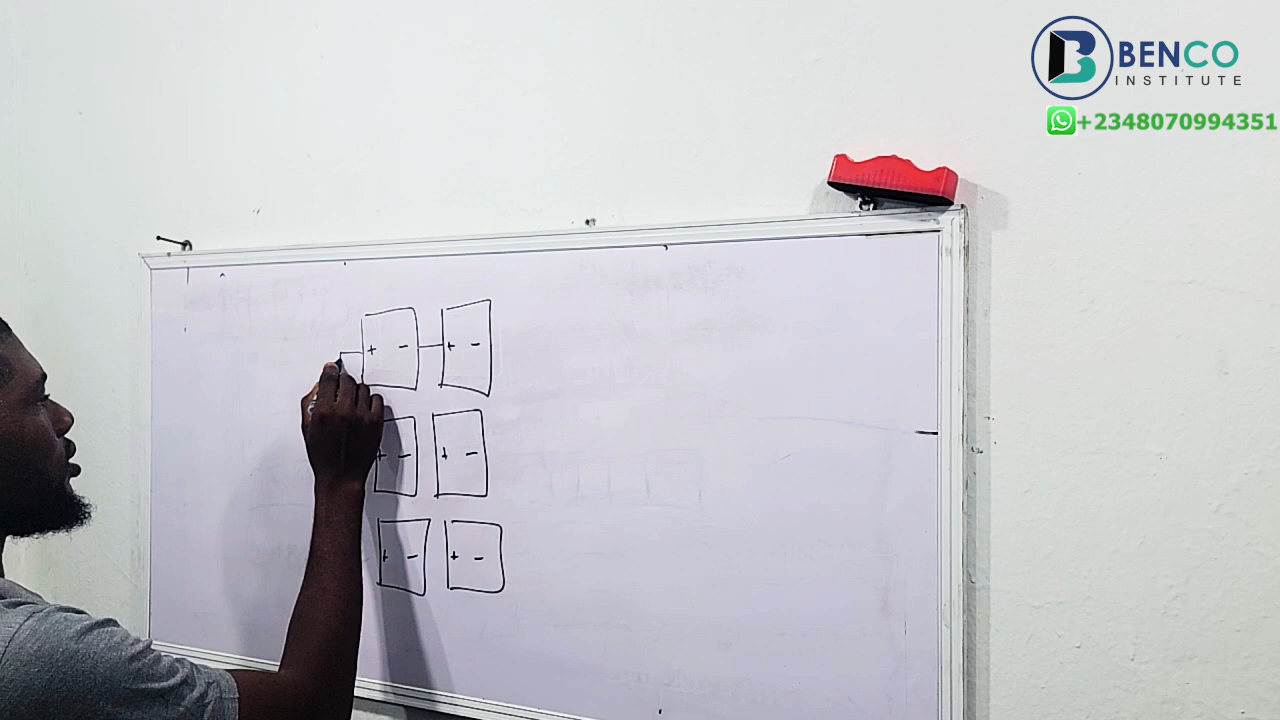 BENCO
INSTITUTE
+2348070994351
+ - + -
+ - + -
+ - + -